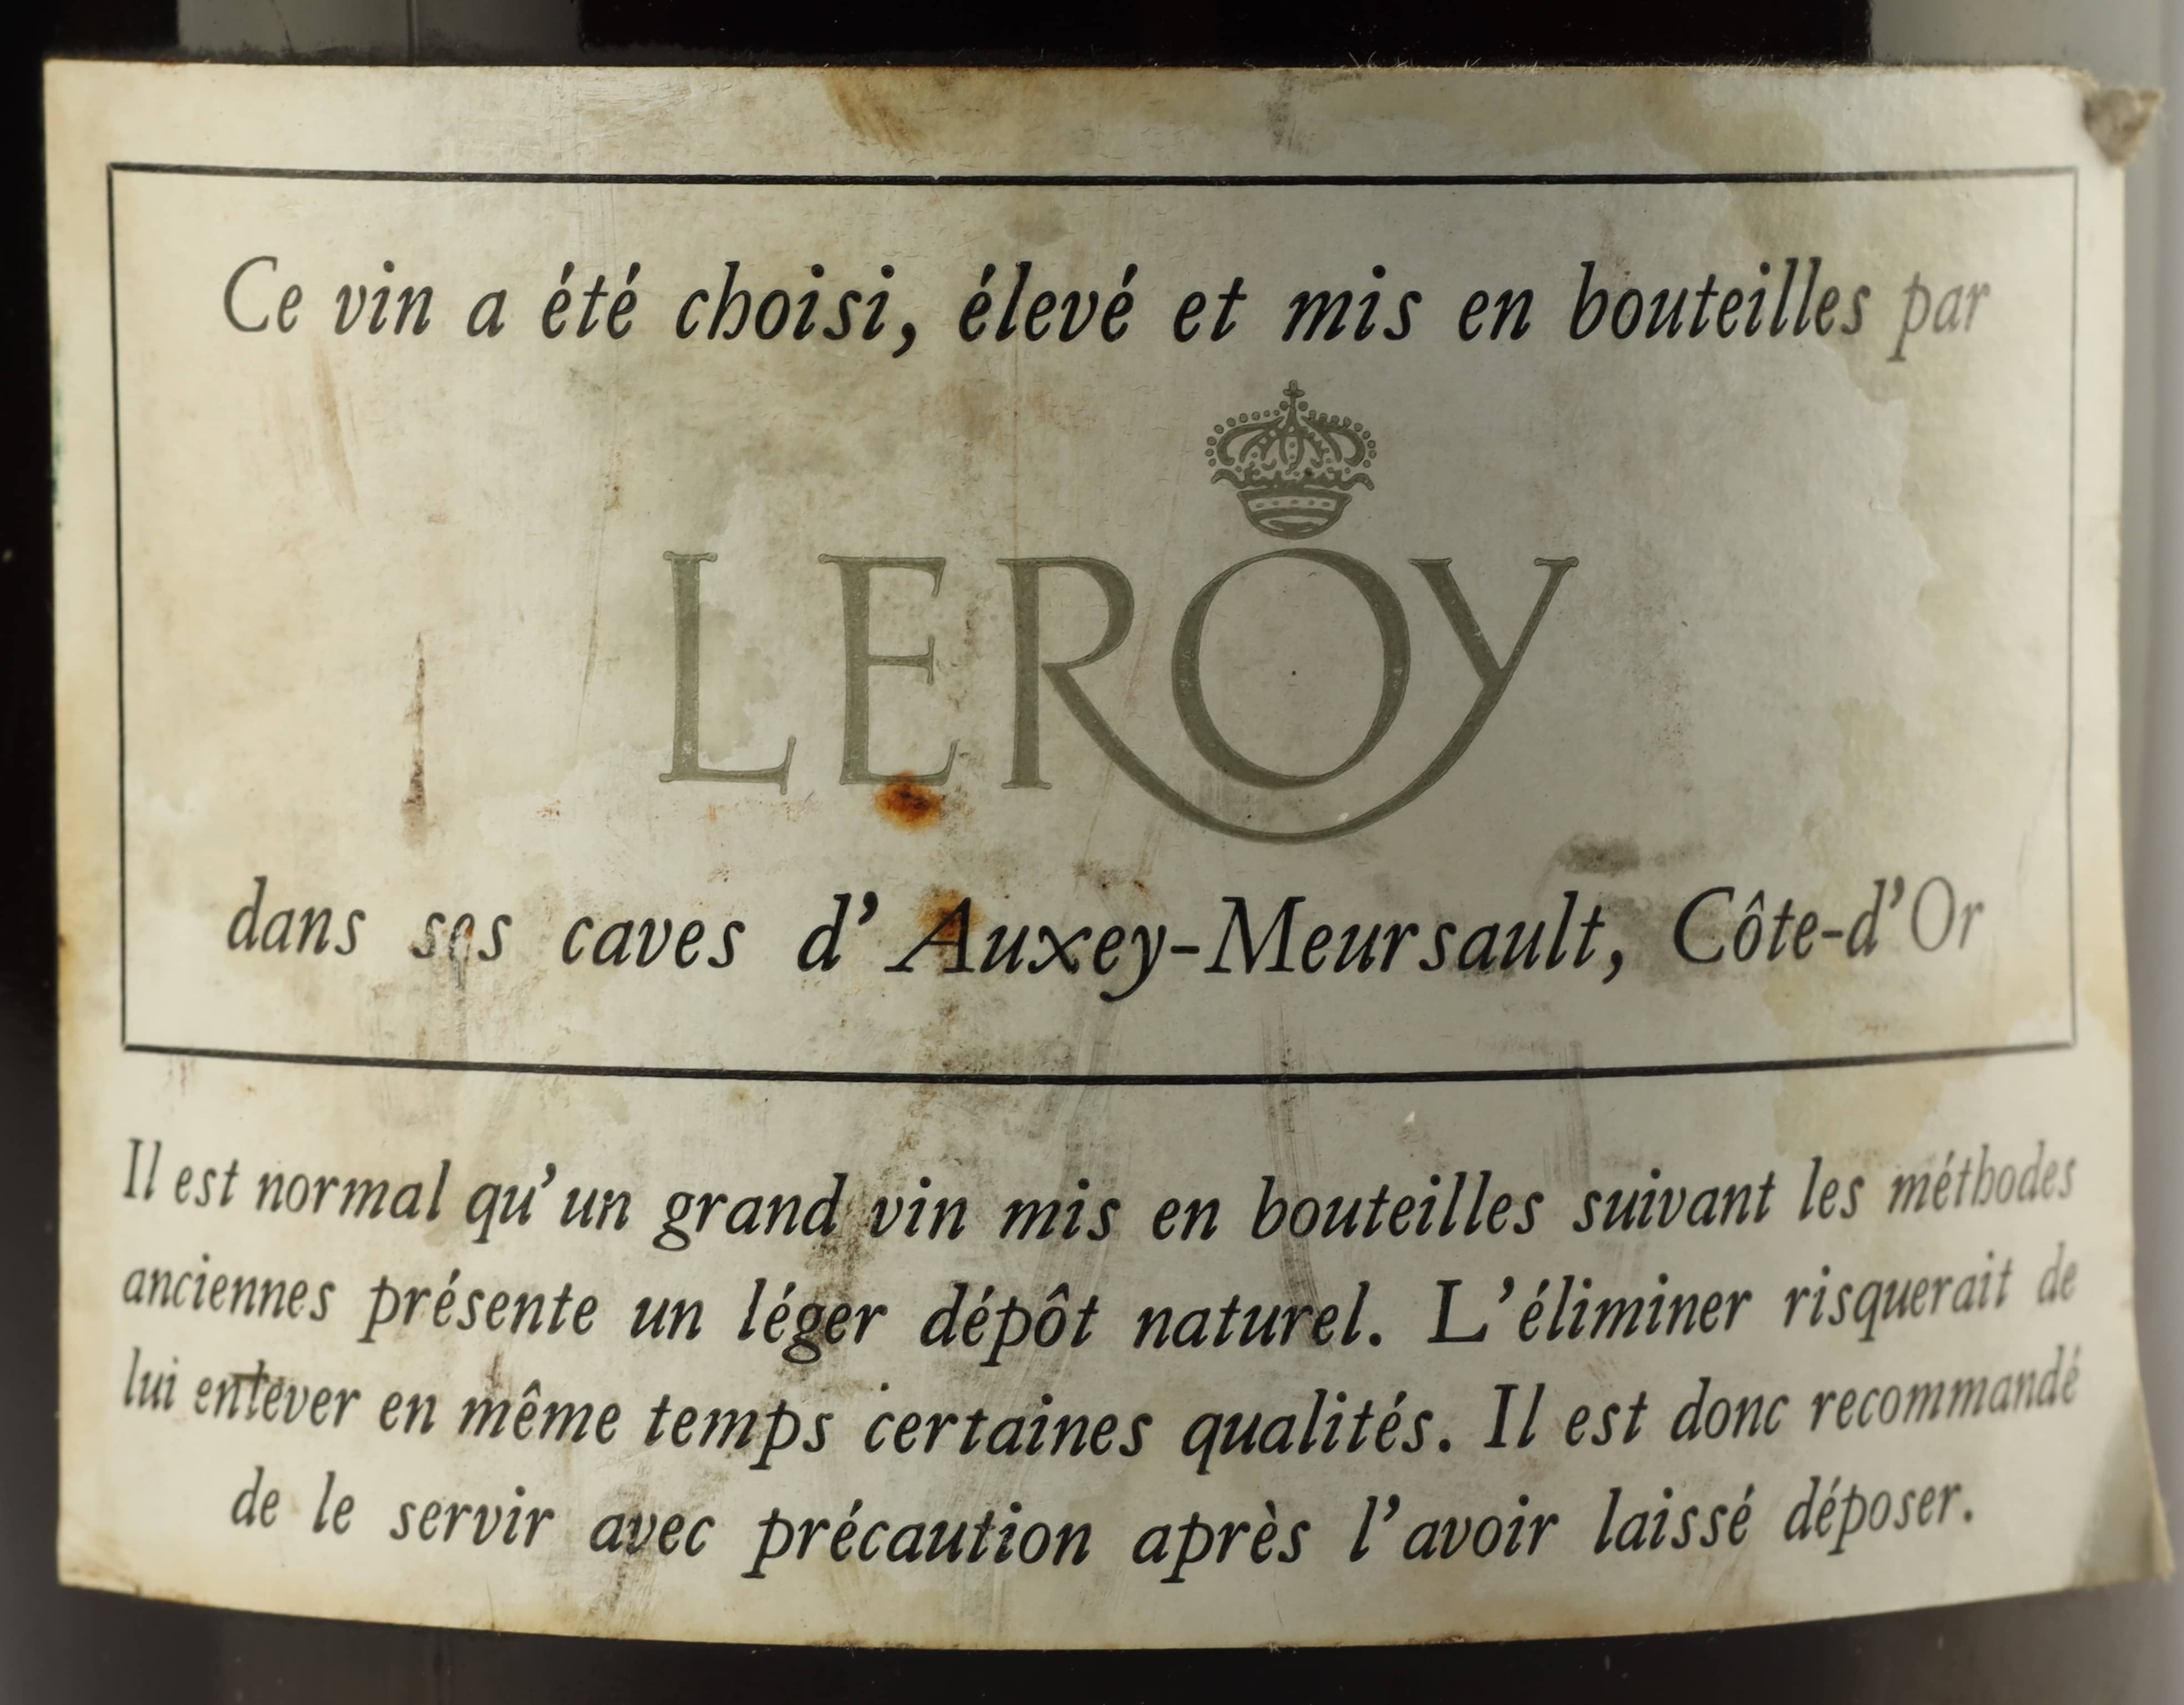 Ce vin a été choisi, élevé et mis en bouteilles par
LEROY
dans ses caves d'Auxey-Meursault, Côte-d'Or
Il est normal qu'un grand vin mis en bouteilles suivant les méthodes
anciennes présente un léger dépôt naturel. L'éliminer risquerait de
lui enlever en même temps certaines qualités. Il est donc recommandé
de le servir avec précaution après l'avoir laissé déposer.